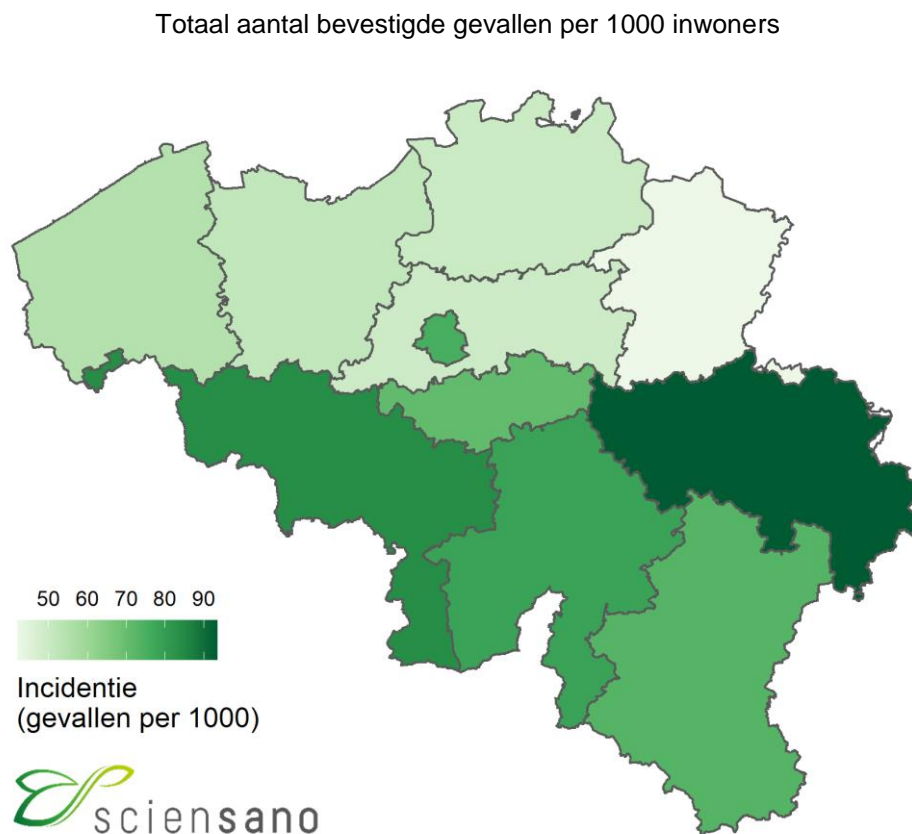 Totaal aantal bevestigde gevallen per 1000 inwoners
50 60 70 80 90
Incidentie
(gevallen per 1000)
sciensano